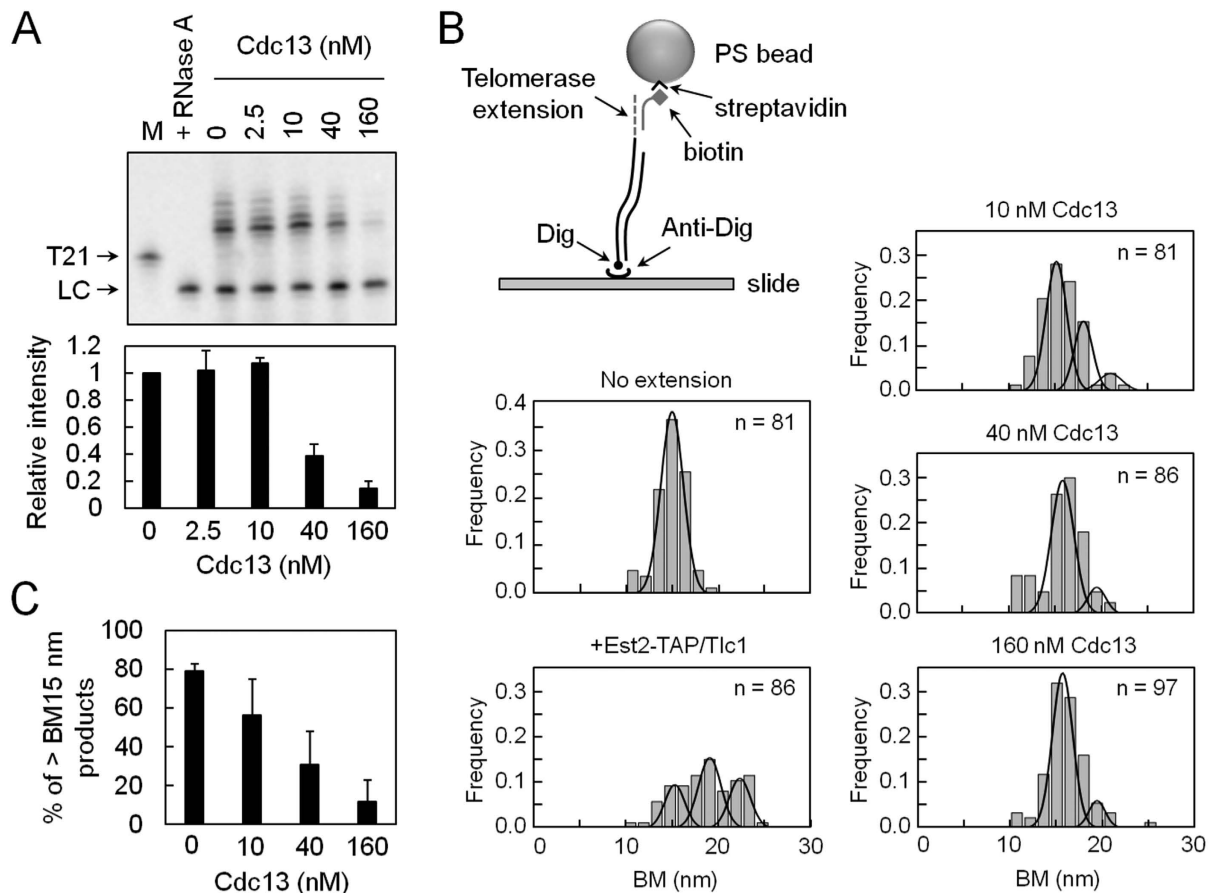 A
M
+ RNase A
Cdc13 (nM)
0
2.5
10
40
160
T21
LC
Relative intensity
1.2
1
0.8
0.6
0.4
0.2
0
0 2.5 10 40 160
Cdc13 (nM)
B
PS bead
Telomerase
extension
streptavidin
biotin
Dig
Anti-Dig
slide
No extension
n = 81
Frequency
0.4
0.3
0.2
0.1
0.0
+Est2-TAP/Tlc1
n = 86
Frequency
0.3
0.2
0.1
0.0
0 10 20 30
BM (nm)
10 nM Cdc13
n = 81
Frequency
0.3
0.2
0.1
0.0
40 nM Cdc13
n = 86
Frequency
0.3
0.2
0.1
0.0
160 nM Cdc13
n = 97
Frequency
0.3
0.2
0.1
0.0
0 10 20 30
BM (nm)
C
% of > BM15 nm
products
100
80
60
40
20
0
0 10 40 160
Cdc13 (nM)